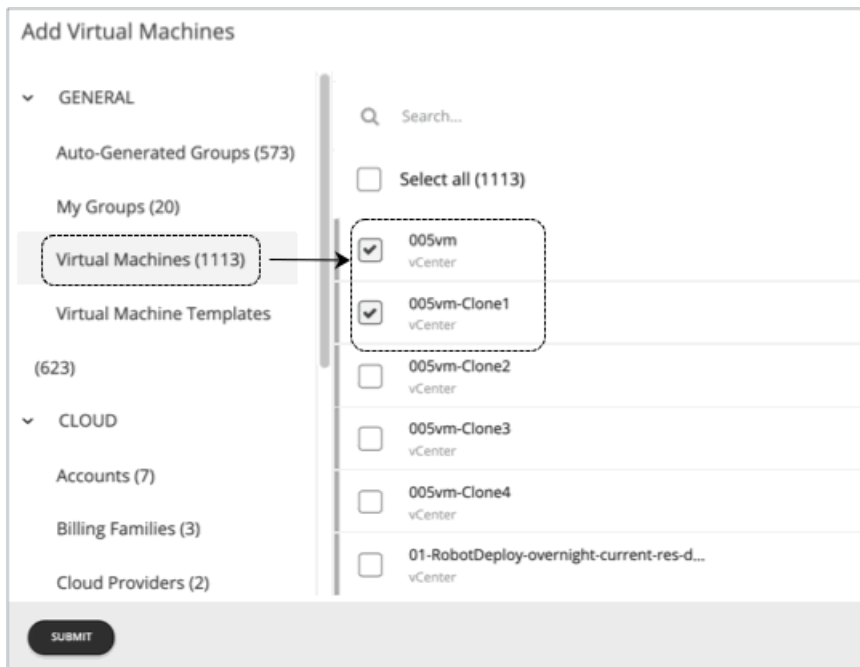 Add Virtual Machines
GENERAL
Auto-Generated Groups (573)
My Groups (20)
Virtual Machines (1113)
Virtual Machine Templates
(623)
CLOUD
Accounts (7)
Billing Families (3)
Cloud Providers (2)
Search...
Select all (1113)
005vm
vCenter
005vm-Clone1
vCenter
005vm-Clone2
vCenter
005vm-Clone3
vCenter
005vm-Clone4
vCenter
01-RobotDeploy-overnight-current-res-d...
vCenter
SUBMIT